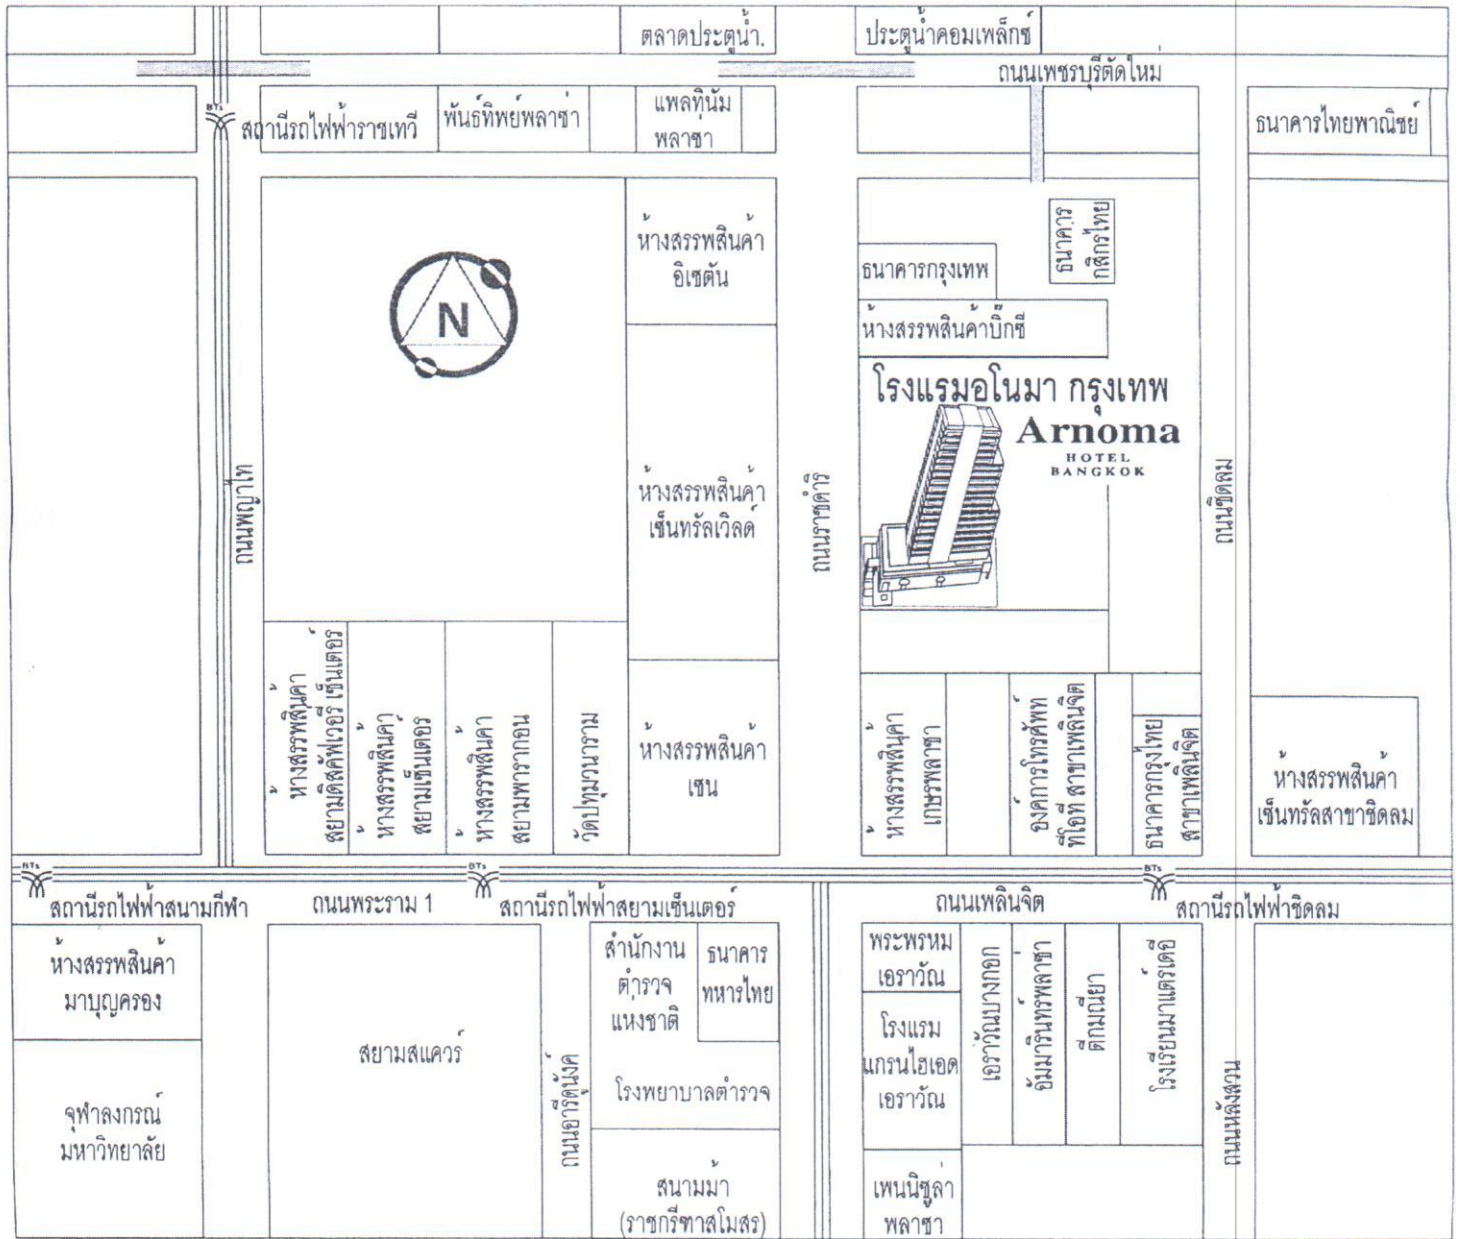 ตลาดประตูน้ำ.
ประตูน้ำคอมเพล็กซ์
ถนนเพชรบุรีตัดใหม่
BTs
สถานีรถไฟฟ้าราชเทวี
พันธ์ทิพย์พลาซ่า
แพลทินัม
พลาซ่า
ธนาคารไทยพาณิชย์
ห้างสรรพสินค้า
อิเซตัน
ธนาคาร
กสิกรไทย
ธนาคารกรุงเทพ
ห้างสรรพสินค้าบิ๊กซี
N
โรงแรมอโนมา กรุงเทพ
Arnoma
HOTEL
BANGKOK
ถนนพญาไท
ห้างสรรพสินค้า
เซ็นทรัลเวิลด์
ถนนราชดำริ
ถนนชิดลม
ห้างสรรพสินค้า
สยามดิสคัฟเวอรี่ เซ็นเตอร์
ห้างสรรพสินค้า
สยามเซ็นเตอร์
ห้างสรรพสินค้า
สยามพารากอน
วัดปทุมวนาราม
ห้างสรรพสินค้า
เซน
ห้างสรรพสินค้า
เกษรพลาซา
องค์การโทรศัพท์
ทีโอที สาขาเพลินจิต
ธนาคารกรุงไทย
สาขาเพลินจิต
ห้างสรรพสินค้า
เซ็นทรัลสาขาชิดลม
BTs
BTs
BTs
สถานีรถไฟฟ้าสนามกีฬา
ถนนพระราม 1
สถานีรถไฟฟ้าสยามเซ็นเตอร์
ถนนเพลินจิต
สถานีรถไฟฟ้าชิดลม
ห้างสรรพสินค้า
มาบุญครอง
จุฬาลงกรณ์
มหาวิทยาลัย
สยามสแควร์
ถนนอารีดูนังค์
สำนักงาน
ตำรวจ
แห่งชาติ
ธนาคาร
ทหารไทย
โรงพยาบาลตำรวจ
สนามม้า
(ราชกรีฑาสโมสร)
พระพรหม
เอราวัณ
โรงแรม
แกรนไฮเอด
เอราวัณ
เพนนิซูล่า
พลาซา
เอราวัณบางกอก
อัมมารินทร์พลาซ่า
ตึกมณียา
โรงเรียนมาแตร์เดอี
ถนนหลังสวน